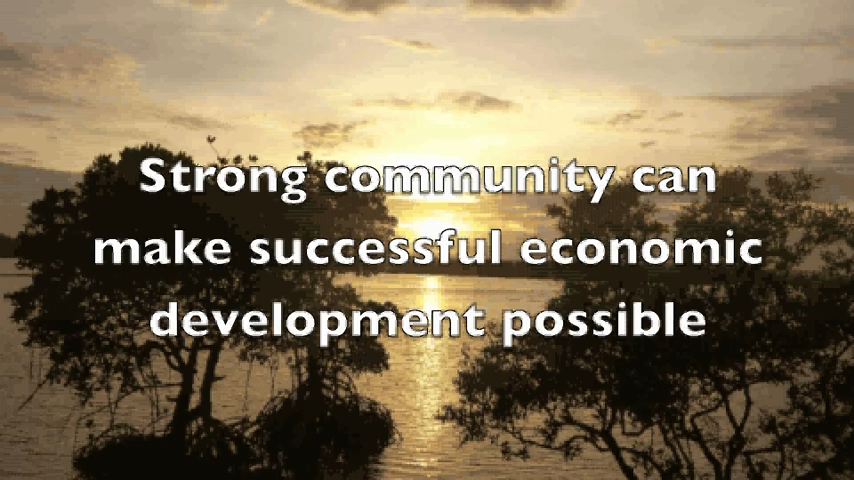 Strong community can
make successful economic
development possible